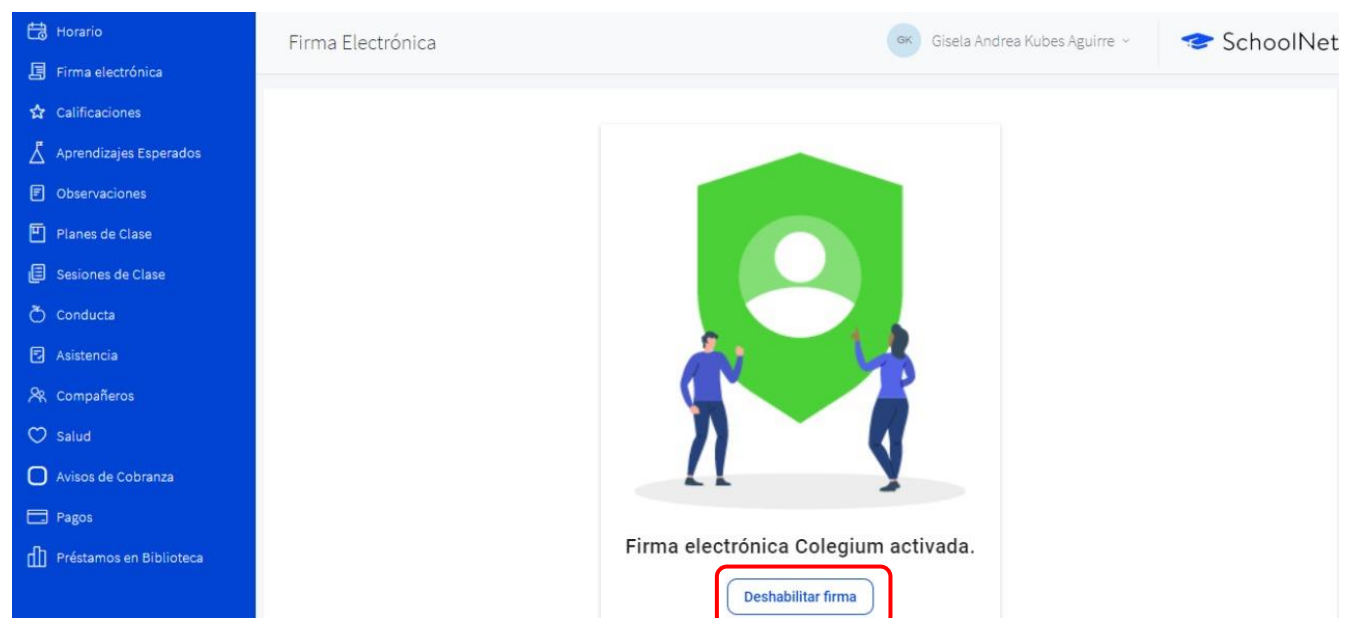 Horario
Firma electrónica
Calificaciones
Aprendizajes Esperados
Observaciones
Planes de Clase
Sesiones de Clase
Conducta
Asistencia
Compañeros
Salud
Avisos de Cobranza
Pagos
Préstamos en Biblioteca
Firma Electrónica
GK Gisela Andrea Kubes Aguirre
SchoolNet
Firma electrónica Colegium activada.
Deshabilitar firma